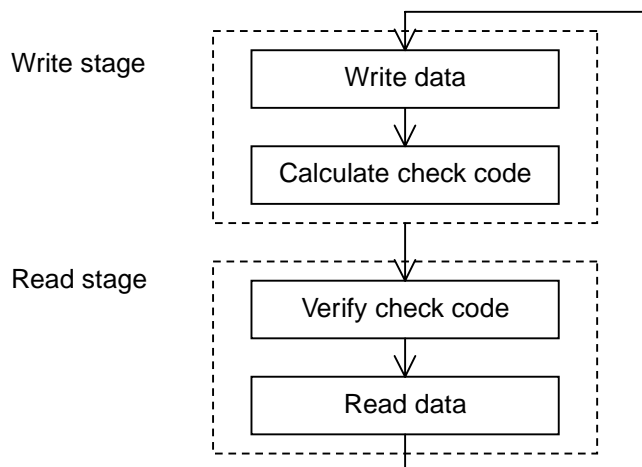 Write stage
Write data
Calculate check code
Read stage
Verify check code
Read data